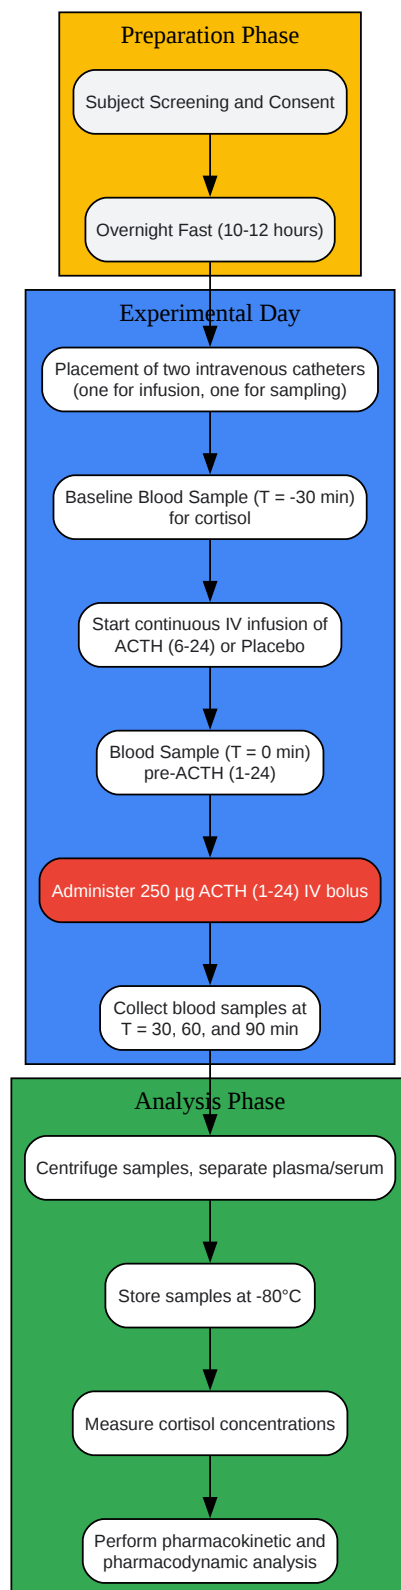 Preparation Phase
Subject Screening and Consent
Overnight Fast (10-12 hours)
Experimental Day
Placement of two intravenous catheters
(one for infusion, one for sampling)
Baseline Blood Sample (T = -30 min)
for cortisol
Start continuous IV infusion of
ACTH (6-24) or Placebo
Blood Sample (T = 0 min)
pre-ACTH (1-24)
Administer 250 µg ACTH (1-24) IV bolus
Collect blood samples at
T = 30, 60, and 90 min
Analysis Phase
Centrifuge samples, separate plasma/serum
Store samples at -80°C
Measure cortisol concentrations
Perform pharmacokinetic and
pharmacodynamic analysis